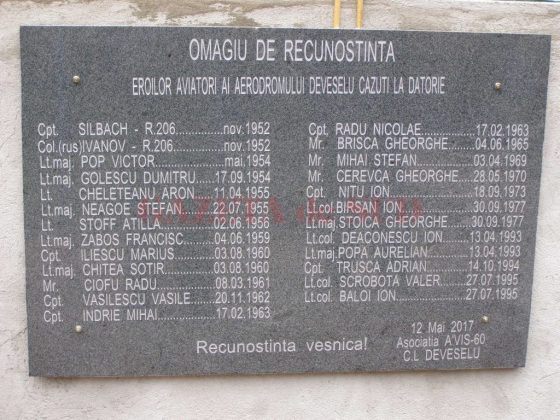 OMAGIU DE RECUNOSTINTA
EROILOR AVIATORI AI AERODROMULUI DEVESELU CAZUTI LA DATORIE
Cpt. SILBACH - R.206...............nov.1952
Col.(rus)IVANOV - R.206...............nov.1952
Lt.maj. POP VICTOR.....................mai.1954
Lt.maj. GOLESCU DUMITRU.....17.09.1954
Lt. CHELETEANU ARON.....11.04.1955
Lt.maj. NEAGOE STEFAN.......22.07.1955
Lt. STOFF ATILLA................02.06.1956
Lt.maj. ZABOS FRANCISC......04.06.1959
Cpt. ILIESCU MARIUS..........03.08.1960
Lt.maj. CHITEA SOTIR.............03.08.1960
Mr. CIOFU RADU...............08.03.1961
Cpt. VASILESCU VASILE....20.11.1962
Cpt. INDRIE MIHAI..............17.02.1963
Cpt. RADU NICOLAE............17.02.1963
Mr. BRISCA GHEORGHE......04.06.1965
Mr. MIHAI STEFAN..............03.04.1969
Mr. CEREVCA GHEORGHE...28.05.1970
Cpt. NITU ION....................18.09.1973
Lt.col. BIRSAN ION.................30.09.1977
Lt.maj. STOICA GHEORGHE......30.09.1977
Lt.col. DEACONESCU ION......13.04.1993
Lt.maj. POPA AURELIAN..........13.04.1993
Cpt. TRUSCA ADRIAN..........14.10.1994
Lt.col. SCROBOTA VALER......27.07.1995
Lt.col. BALOI ION...................27.07.1995
Recunostinta vesnica!
12 Mai 2017
Asociatia A'VIS-60
C.L DEVESELU